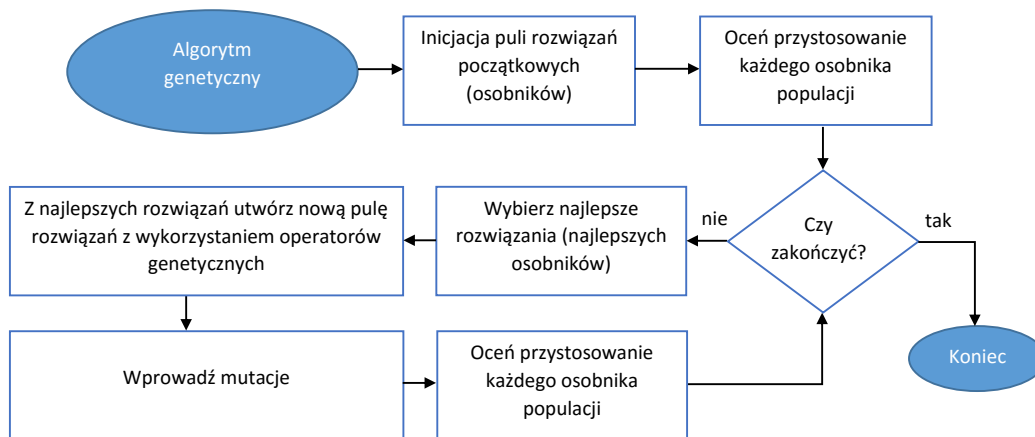 Algorytm
genetyczny
Inicjacja puli rozwiązań
początkowych
(osobników)
Oceń przystosowanie
każdego osobnika
populacji
Czy
zakończyć?
nie
tak
Wybierz najlepsze
rozwiązania (najlepszych
osobników)
Z najlepszych rozwiązań utwórz nową pulę
rozwiązań z wykorzystaniem operatorów
genetycznych
Wprowadź mutacje
Oceń przystosowanie
każdego osobnika
populacji
Koniec